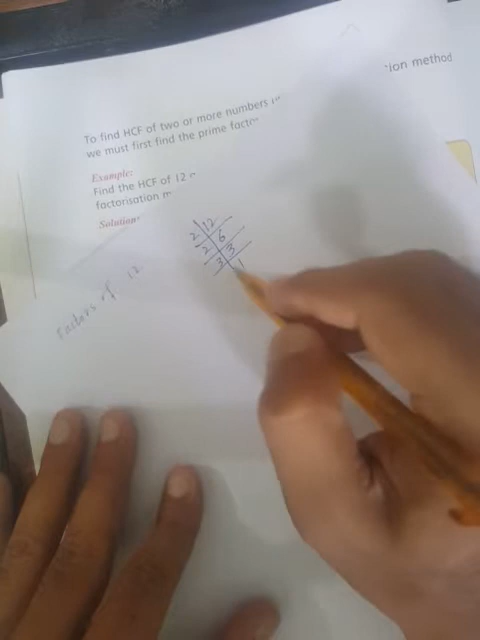 ion method
To find HCF of two or more numbers
we must first find the prime
Example:
Find the HCF of 12
factorisation
Solution
2 12
2 6
3 3
1
Factors of 12